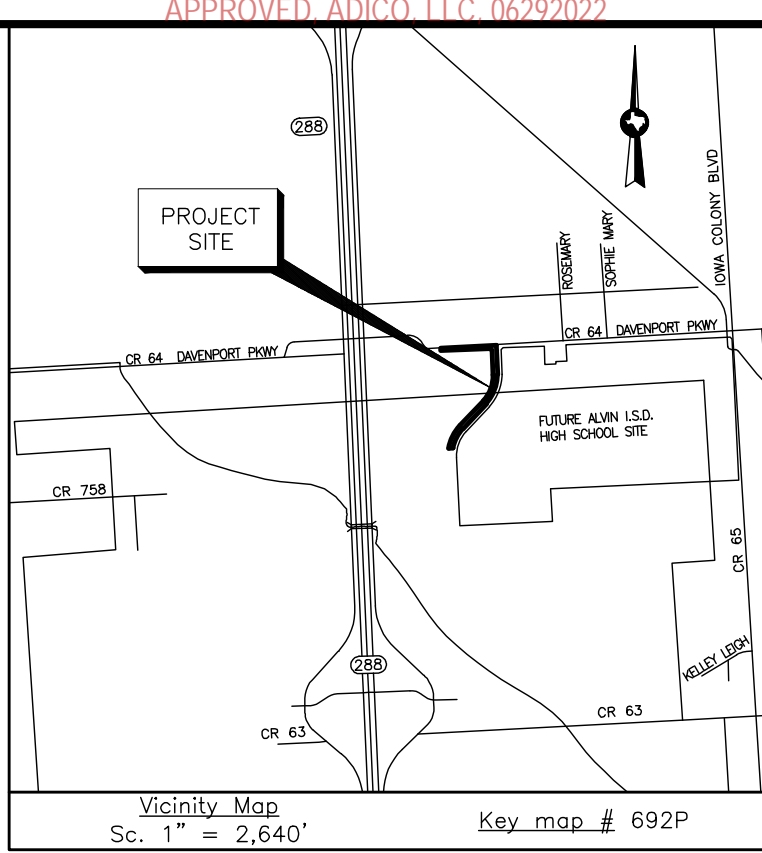 APPROVED, ADICO, LLC, 06292022
288
IOWA COLONY BLVD
PROJECT
SITE
ROSEMARY
SOPHIE MARY
CR 64 DAVENPORT PKWY
CR 64 DAVENPORT PKWY
FUTURE ALVIN I.S.D.
HIGH SCHOOL SITE
CR 758
CR 65
KELLEY LEIGH
288
CR 63
CR 63
Vicinity Map
Sc. 1" = 2,640'
Key map # 692P